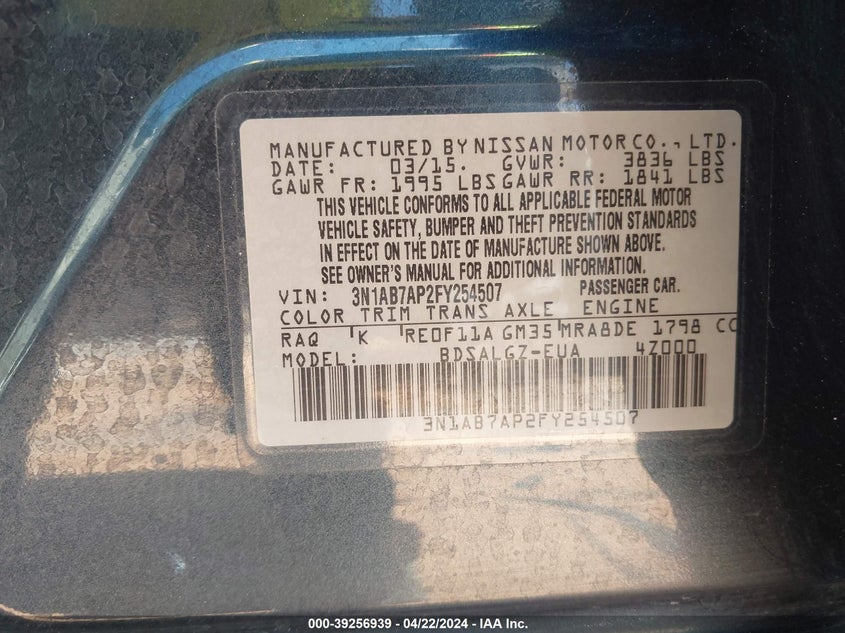 MANUFACTURED BY NISSAN MOTOR CO., LTD.
DATE: 03/15. GVWR: 3836 LBS
GAWR FR: 1995 LBS GAWR RR: 1841 LBS
THIS VEHICLE CONFORMS TO ALL APPLICABLE FEDERAL MOTOR
VEHICLE SAFETY, BUMPER AND THEFT PREVENTION STANDARDS
IN EFFECT ON THE DATE OF MANUFACTURE SHOWN ABOVE.
SEE OWNER'S MANUAL FOR ADDITIONAL INFORMATION.
VIN: 3N1AB7AP2FY254507 PASSENGER CAR.
COLOR TRIM TRANS AXLE ENGINE
RAQ K RE0F11A GM35 MRA8DE 1798 CC
MODEL: BDSALGZ-EUA 4Z000
3N1AB7AP2FY254507
000-39256939 - 04/22/2024 - IAA Inc.